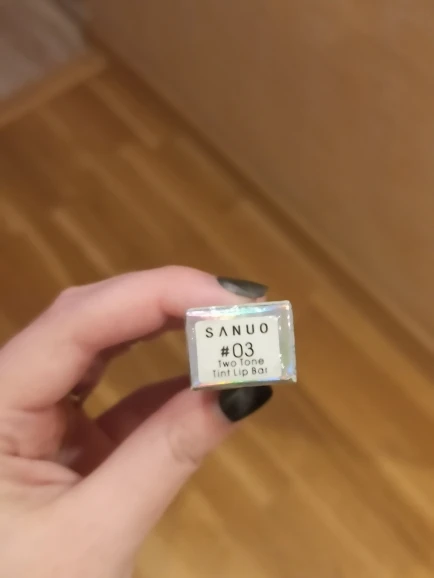 SANUO
#03
Two Tone
Tint Lip Bar